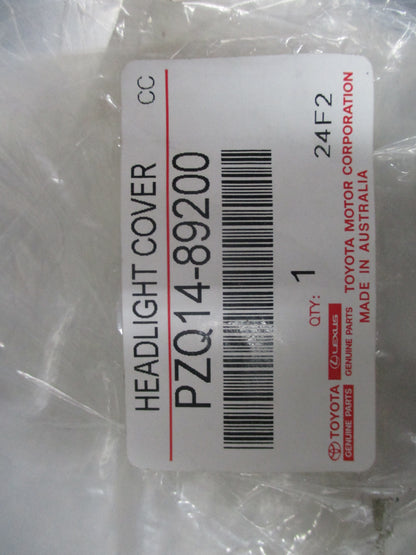 HEADLIGHT COVER CC
PZQ14-89200
QTY: 1 24F2
TOYOTA LEXUS TOYOTA MOTOR CORPORATION
GENUINE PARTS GENUINE PARTS MADE IN AUSTRALIA